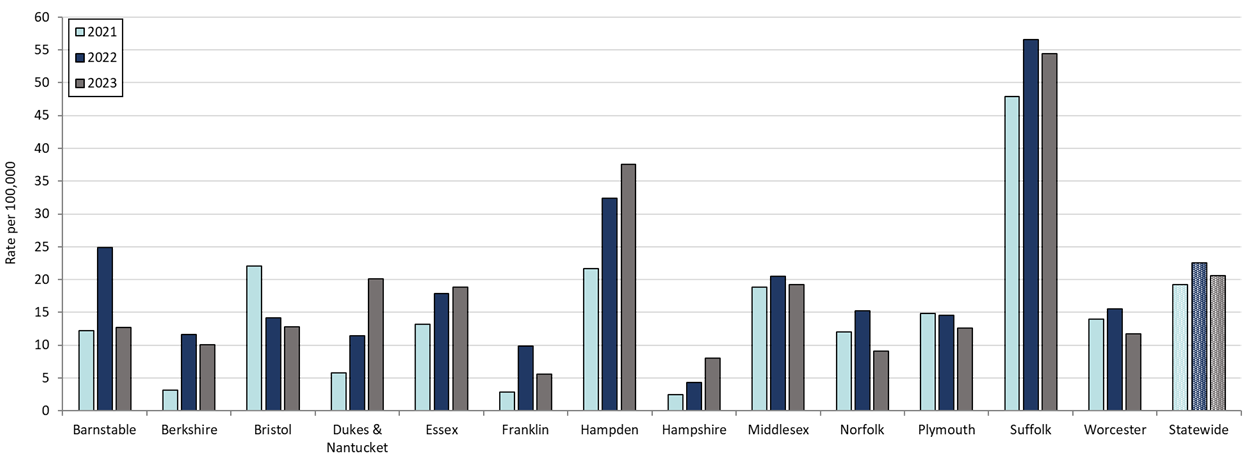 60
55
50
45
40
35
30
25
20
15
10
5
0
Rate per 100,000
2021
2022
2023
Barnstable
Berkshire
Bristol
Dukes &
Nantucket
Essex
Franklin
Hampden
Hampshire
Middlesex
Norfolk
Plymouth
Suffolk
Worcester
Statewide